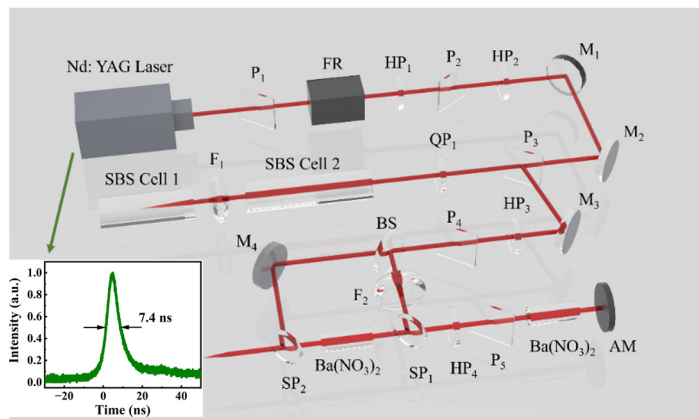 Nd: YAG Laser
P1
FR
HP1
P2
HP2
M1
SBS Cell 1
F1
SBS Cell 2
QP1
P3
M2
M4
BS
P4
HP3
M3
F2
SP2
Ba(NO3)2
SP1
HP4
P5
Ba(NO3)2
AM
Intensity (a.u.)
1.0
0.8
0.6
0.4
0.2
0.0
7.4 ns
−20
0
20
40
Time (ns)